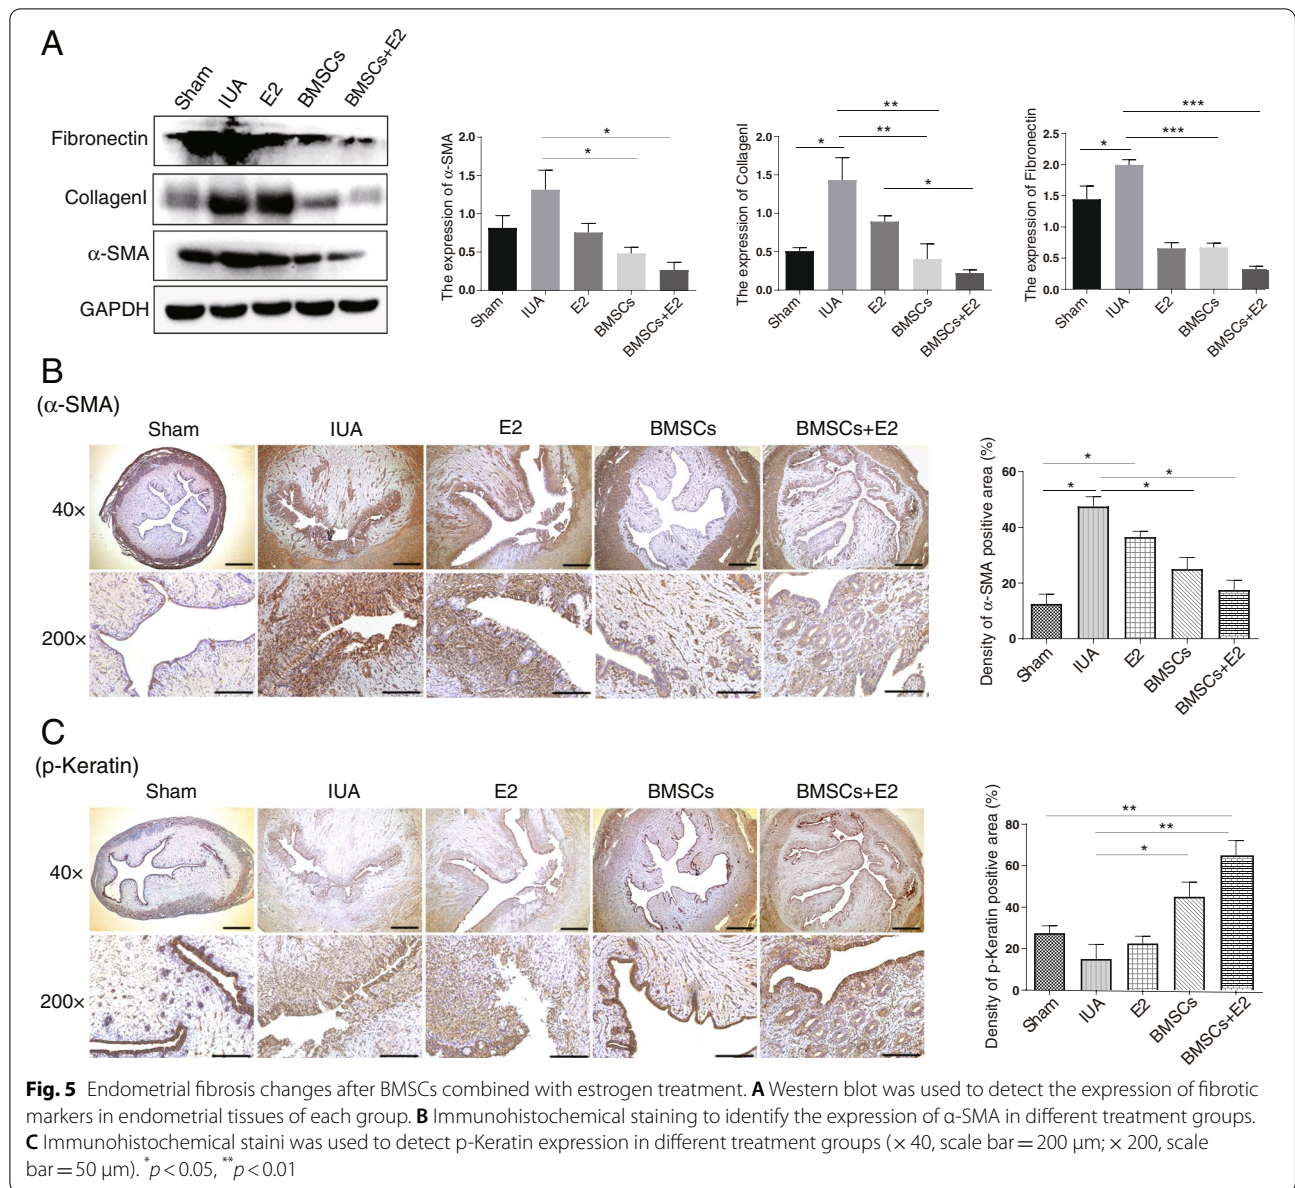 A
Sham
IUA
E2
BMSCs
BMSCs+E2
Fibronectin
CollagenI
α-SMA
GAPDH
The expression of α-SMA
2.0
1.5
1.0
0.5
0.0
*
*
Sham
IUA
E2
BMSCs
BMSCs+E2
The expression of CollagenI
2.0
1.5
1.0
0.5
0.0
**
**
*
*
Sham
IUA
E2
BMSCs
BMSCs+E2
The expression of Fibronectin
2.5
2.0
1.5
1.0
0.5
0.0
***
***
*
Sham
IUA
E2
BMSCs
BMSCs+E2
B
(α-SMA)
Sham
IUA
E2
BMSCs
BMSCs+E2
40×
200×
Density of α-SMA positive area (%)
60
40
20
0
*
*
*
*
Sham
IUA
E2
BMSCs
BMSCs+E2
C
(p-Keratin)
Sham
IUA
E2
BMSCs
BMSCs+E2
40×
200×
Density of p-Keratin positive area (%)
80
60
40
20
0
**
**
*
Sham
IUA
E2
BMSCs
BMSCs+E2
Fig. 5 Endometrial fibrosis changes after BMSCs combined with estrogen treatment. A Western blot was used to detect the expression of fibrotic
markers in endometrial tissues of each group. B Immunohistochemical staining to identify the expression of α-SMA in different treatment groups.
C Immunohistochemical staini was used to detect p-Keratin expression in different treatment groups (× 40, scale bar = 200 μm; × 200, scale
bar = 50 μm). *p < 0.05, **p < 0.01